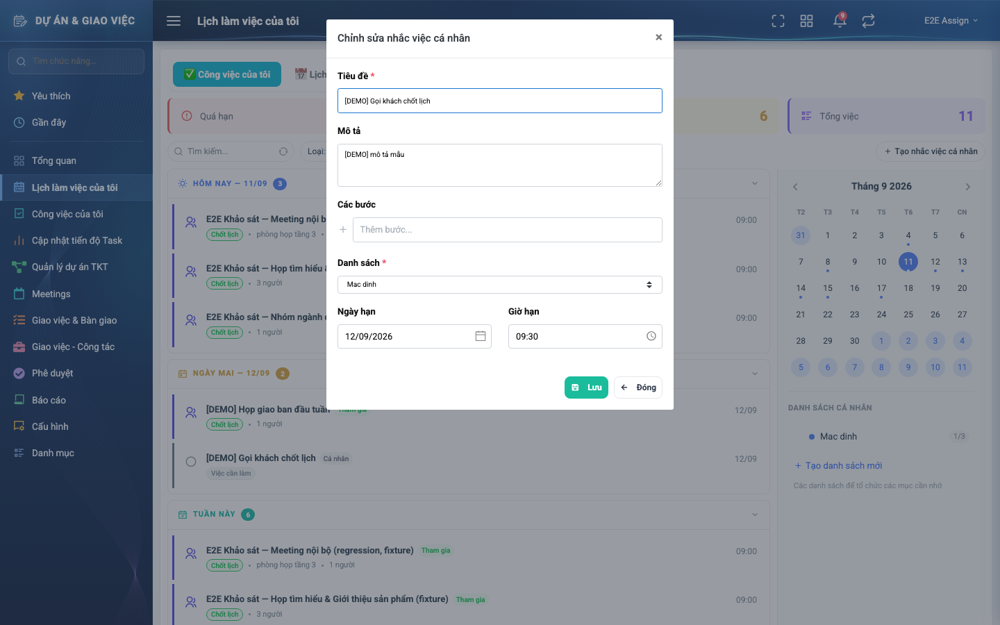 DỰ ÁN & GIAO VIỆC
Lịch làm việc của tôi
9
E2E Assign
Tìm chức năng...
Yêu thích
Gần đây
Tổng quan
Lịch làm việc của tôi
Công việc của tôi
Cập nhật tiến độ Task
Quản lý dự án TKT
Meetings
Giao việc & Bàn giao
Giao việc - Công tác
Phê duyệt
Báo cáo
Cấu hình
Danh mục
Công việc của tôi
Lịch
Quá hạn
6
Tổng việc
11
Tìm kiếm...
Loại:
+ Tạo nhắc việc cá nhân
HÔM NAY — 11/09 3
E2E Khảo sát — Meeting nội b
09:00
Chốt lịch • phòng họp tầng 3 •
E2E Khảo sát — Họp tìm hiểu &
09:00
Chốt lịch • 3 người
E2E Khảo sát — Nhóm ngành
09:00
Chốt lịch • 1 người
NGÀY MAI — 12/09 2
[DEMO] Họp giao ban đầu tuần Tham gia
12/09
Chốt lịch • 1 người
[DEMO] Gọi khách chốt lịch Cá nhân
12/09
Việc cần làm
TUẦN NÀY 6
E2E Khảo sát — Meeting nội bộ (regression, fixture) Tham gia
09:00
Chốt lịch • phòng họp tầng 3 • 1 người
E2E Khảo sát — Họp tìm hiểu & Giới thiệu sản phẩm (fixture) Tham gia
09:00
Chốt lịch • 3 người
Chỉnh sửa nhắc việc cá nhân
×
Tiêu đề *
[DEMO] Gọi khách chốt lịch
Mô tả
[DEMO] mô tả mẫu
Các bước
+ Thêm bước...
Danh sách *
Mac dinh
Ngày hạn
Giờ hạn
12/09/2026
09:30
Lưu
Đóng
Tháng 9 2026
T2 T3 T4 T5 T6 T7 CN
31 1 2 3 4 5 6
7 8 9 10 11 12 13
14 15 16 17 18 19 20
21 22 23 24 25 26 27
28 29 30 1 2 3 4
5 6 7 8 9 10 11
DANH SÁCH CÁ NHÂN
Mac dinh 1/3
+ Tạo danh sách mới
Các danh sách để tổ chức các mục cần nhớ